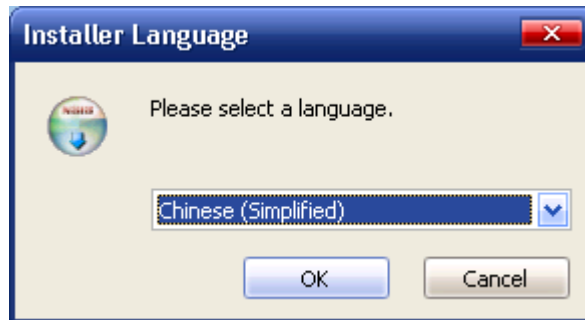 Installer Language
Please select a language.
Chinese (Simplified)
OK
Cancel